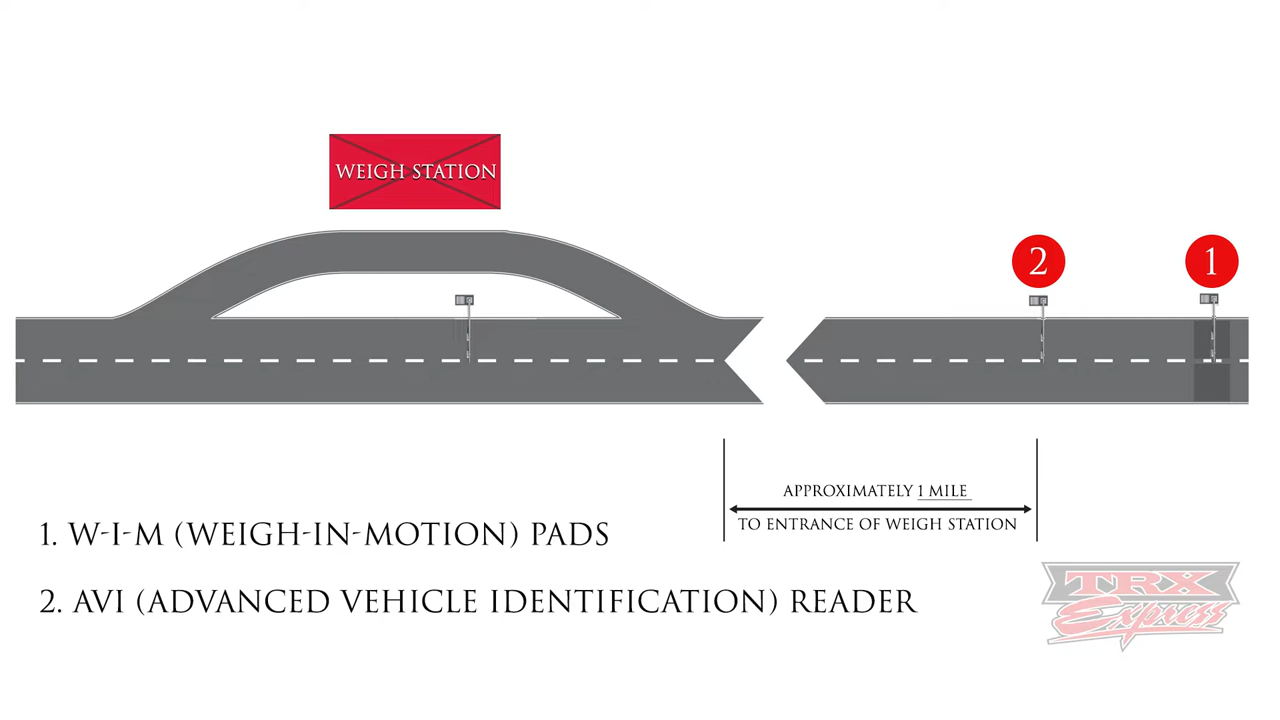 WEIGH STATION
2
1
APPROXIMATELY 1 MILE
TO ENTRANCE OF WEIGH STATION
1. W-I-M (WEIGH-IN-MOTION) PADS
2. AVI (ADVANCED VEHICLE IDENTIFICATION) READER
TRX
Express